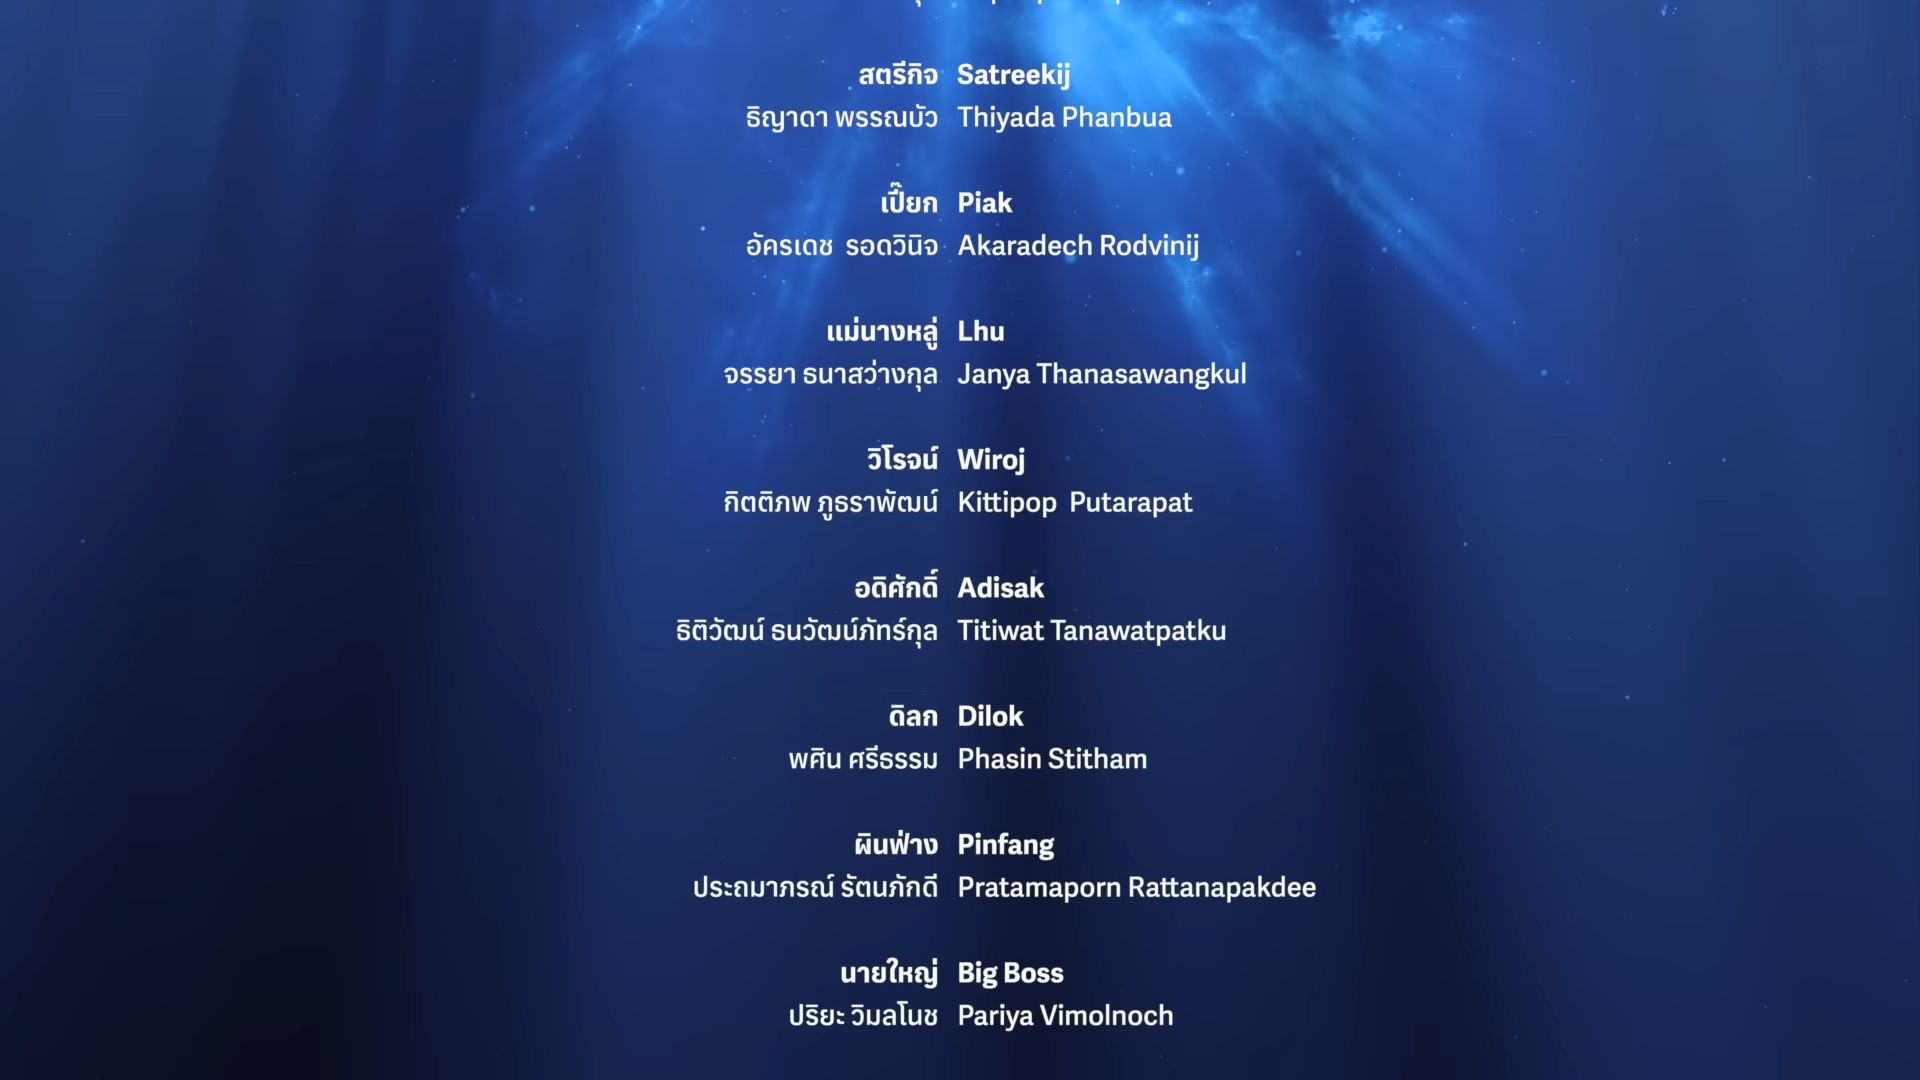 สตรีกิจ Satreekij
ธิญาดา พรรณบัว Thiyada Phanbua
เปี๊ยก Piak
อัครเดช รอดวินิจ Akaradech Rodvinij
แม่นางหลู่ Lhu
จรรยา ธนาสว่างกุล Janya Thanasawangkul
วิโรจน์ Wiroj
กิตติภพ ภูธราพัฒน์ Kittipop Putarapat
อดิศักดิ์ Adisak
ธิติวัฒน์ ธนวัฒน์ภัทร์กุล Titiwat Tanawatpatku
ดิลก Dilok
พศิน ศรีธรรม Phasin Stitham
ผินฟ่าง Pinfang
ประถมาภรณ์ รัตนภักดี Pratamaporn Rattanapakdee
นายใหญ่ Big Boss
ปริยะ วิมลโนช Pariya Vimolnoch